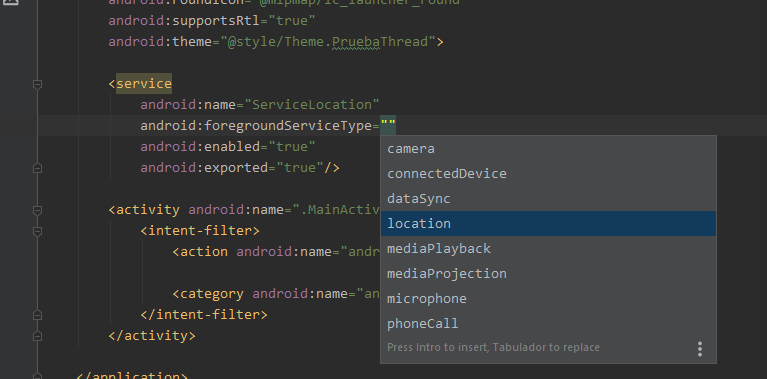 android:roundIcon="@mipmap/ic_launcher_round"
android:supportsRtl="true"
android:theme="@style/Theme.PruebaThread">
<service
android:name="ServiceLocation"
android:foregroundServiceType=""
android:enabled="true"
android:exported="true"/>
<activity android:name=".MainActiv
<intent-filter>
<action android:name="andr
<category android:name="an
</intent-filter>
</activity>
</application>
camera
connectedDevice
dataSync
location
mediaPlayback
mediaProjection
microphone
phoneCall
Press Intro to insert, Tabulador to replace